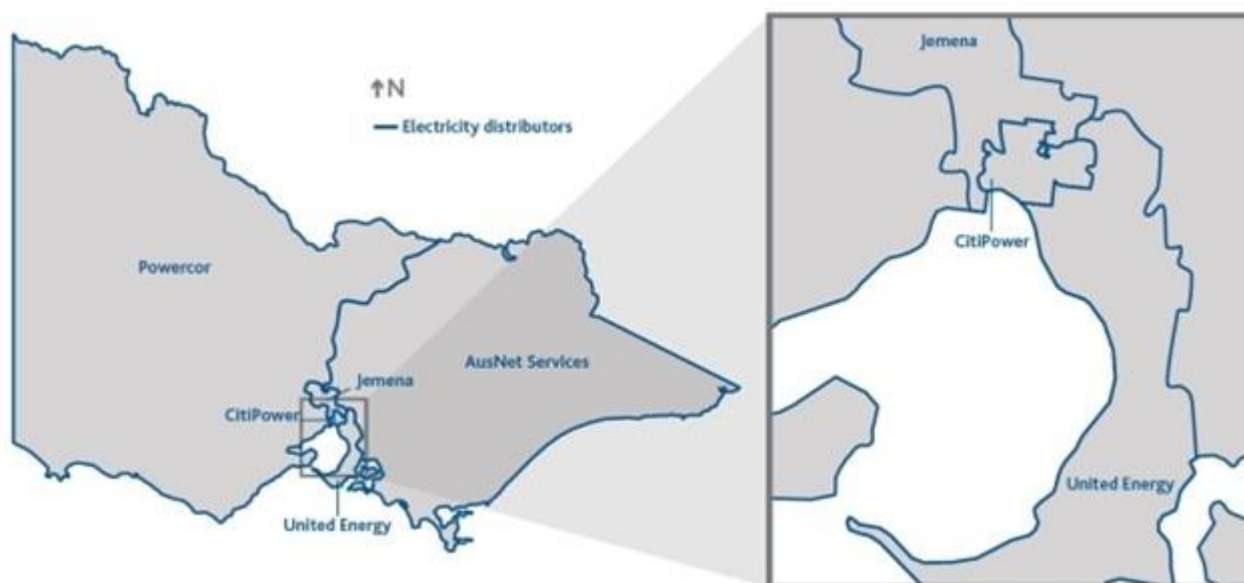 ↑N
Electricity distributors
Powercor
AusNet Services
Jemena
CitiPower
United Energy
Jemena
CitiPower
United Energy